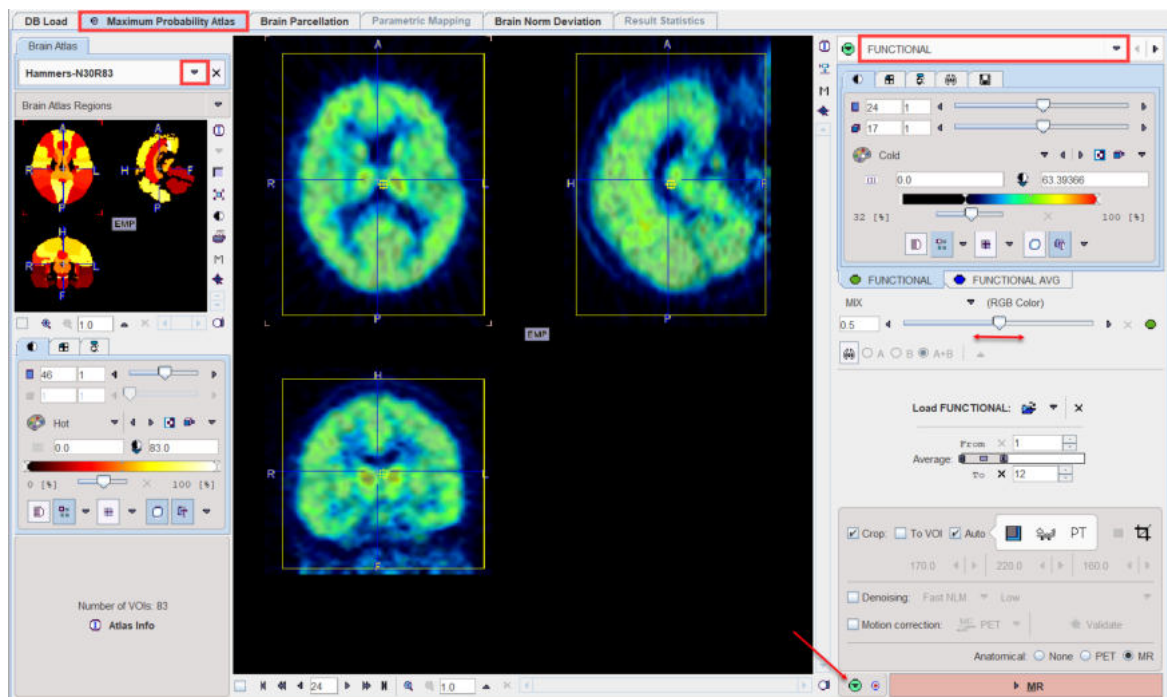 DB Load
Maximum Probability Atlas
Brain Parcellation
Parametric Mapping
Brain Norm Deviation
Result Statistics
Brain Atlas
Hammers-N30R83
Brain Atlas Regions
A
R
L
P
A
H
F
P
EMP
H
R
L
F
M
1.0
46
1
1
1
Hot
0.0
83.0
0 [%]
100 [%]
Number of VOIs: 83
Atlas Info
A
R
L
P
A
H
F
P
EMP
H
R
L
F
24
1.0
M
FUNCTIONAL
24
1
17
1
Cold
0.0
63.39366
32 [%]
100 [%]
FUNCTIONAL
FUNCTIONAL AVG
MIX
(RGB Color)
0.5
A
B
A+B
Load FUNCTIONAL:
From
1
Average:
To
12
Crop:
To VOI
Auto
PT
170.0
220.0
160.0
Denoising:
Fast NLM
Low
Motion correction:
PET
Validate
Anatomical:
None
PET
MR
MR